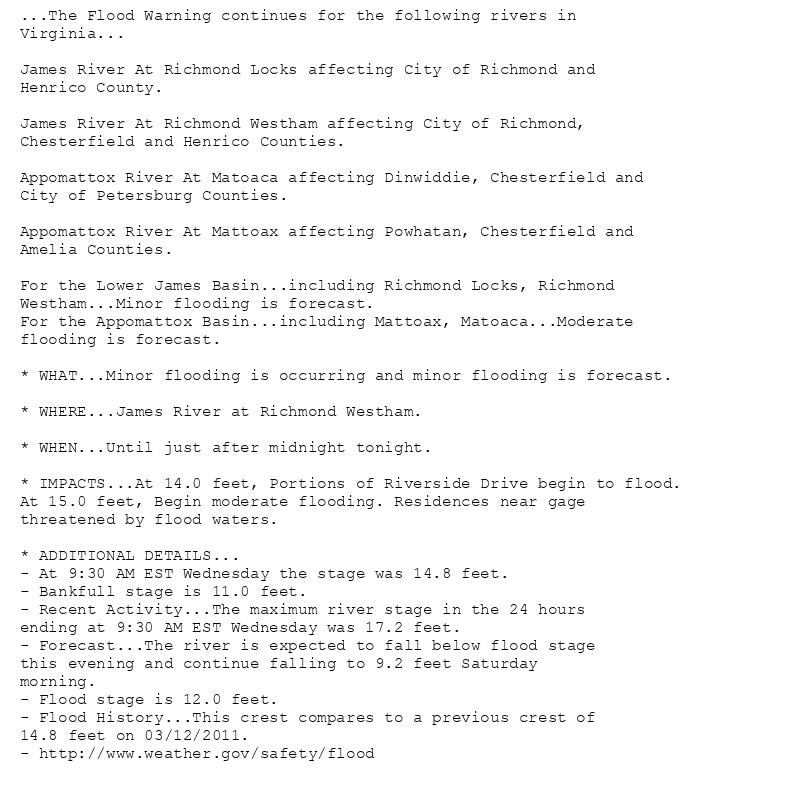 ...The Flood Warning continues for the following rivers in
Virginia...
James River At Richmond Locks affecting City of Richmond and
Henrico County.
James River At Richmond Westham affecting City of Richmond,
Chesterfield and Henrico Counties.
Appomattox River At Matoaca affecting Dinwiddie, Chesterfield and
City of Petersburg Counties.
Appomattox River At Mattoax affecting Powhatan, Chesterfield and
Amelia Counties.
For the Lower James Basin...including Richmond Locks, Richmond
Westham...Minor flooding is forecast.
For the Appomattox Basin...including Mattoax, Matoaca...Moderate
flooding is forecast.
* WHAT...Minor flooding is occurring and minor flooding is forecast.
* WHERE...James River at Richmond Westham.
* WHEN...Until just after midnight tonight.
* IMPACTS...At 14.0 feet, Portions of Riverside Drive begin to flood.
At 15.0 feet, Begin moderate flooding. Residences near gage
threatened by flood waters.
* ADDITIONAL DETAILS...
- At 9:30 AM EST Wednesday the stage was 14.8 feet.
- Bankfull stage is 11.0 feet.
- Recent Activity...The maximum river stage in the 24 hours
ending at 9:30 AM EST Wednesday was 17.2 feet.
- Forecast...The river is expected to fall below flood stage
this evening and continue falling to 9.2 feet Saturday
morning.
- Flood stage is 12.0 feet.
- Flood History...This crest compares to a previous crest of
14.8 feet on 03/12/2011.
- http://www.weather.gov/safety/flood